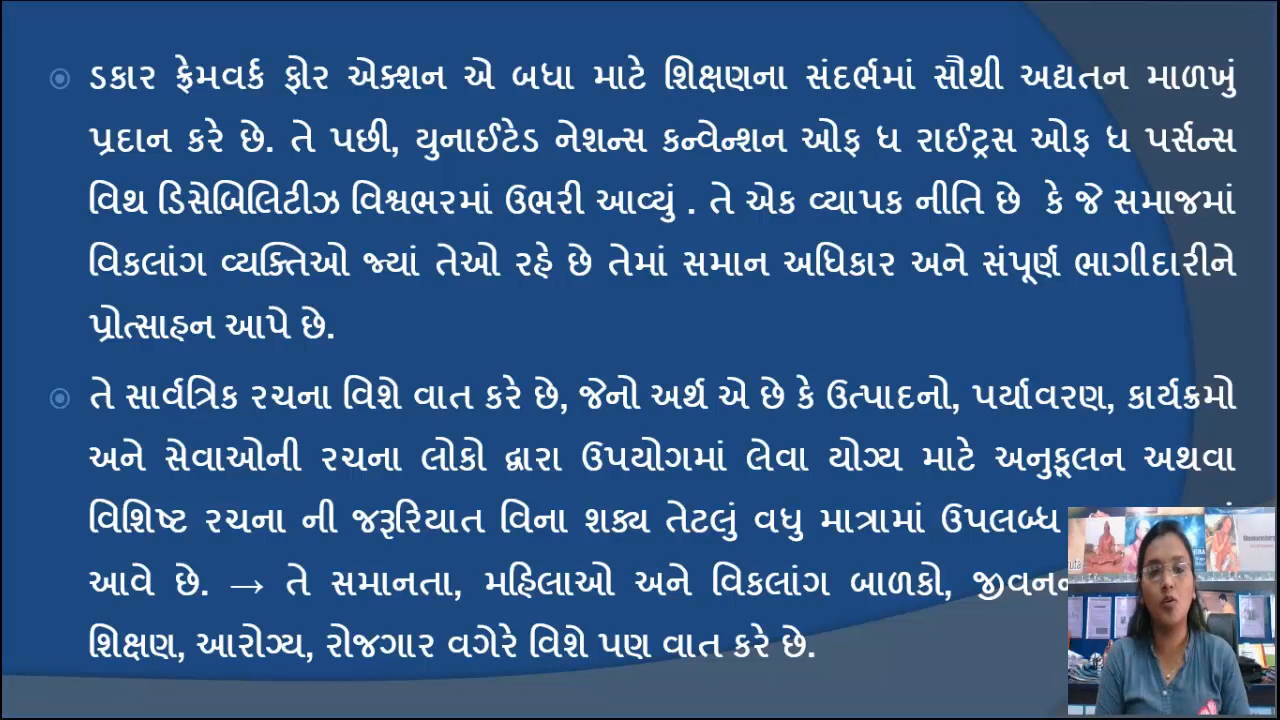 ડકાર ફ્રેમવર્ક ફોર એક્શન એ બધા માટે શિક્ષણના સંદર્ભમાં સૌથી અદ્યતન માળખું
પ્રદાન કરે છે. તે પછી, યુનાઈટેડ નેશન્સ કન્વેન્શન ઓફ ધ રાઈટ્રસ ઓફ ધ પર્સન્સ
વિથ ડિસેબિલિટીઝ વિશ્વભરમાં ઉભરી આવ્યું . તે એક વ્યાપક નીતિ છે કે જે સમાજમાં
વિકલાંગ વ્યક્તિઓ જ્યાં તેઓ રહે છે તેમાં સમાન અધિકાર અને સંપૂર્ણ ભાગીદારીને
પ્રોત્સાહન આપે છે.
તે સાર્વત્રિક રચના વિશે વાત કરે છે, જેનો અર્થ એ છે કે ઉત્પાદનો, પર્યાવરણ, કાર્યક્રમો
અને સેવાઓની રચના લોકો દ્વારા ઉપયોગમાં લેવા યોગ્ય માટે અનુકૂલન અથવા
વિશિષ્ટ રચના ની જરૂરિયાત વિના શક્ય તેટલું વધુ માત્રામાં ઉપલબ્ધ
આવે છે. → તે સમાનતા, મહિલાઓ અને વિકલાંગ બાળકો,
શિક્ષણ, આરોગ્ય, રોજગાર વગેરે વિશે પણ વાત કરે છે.